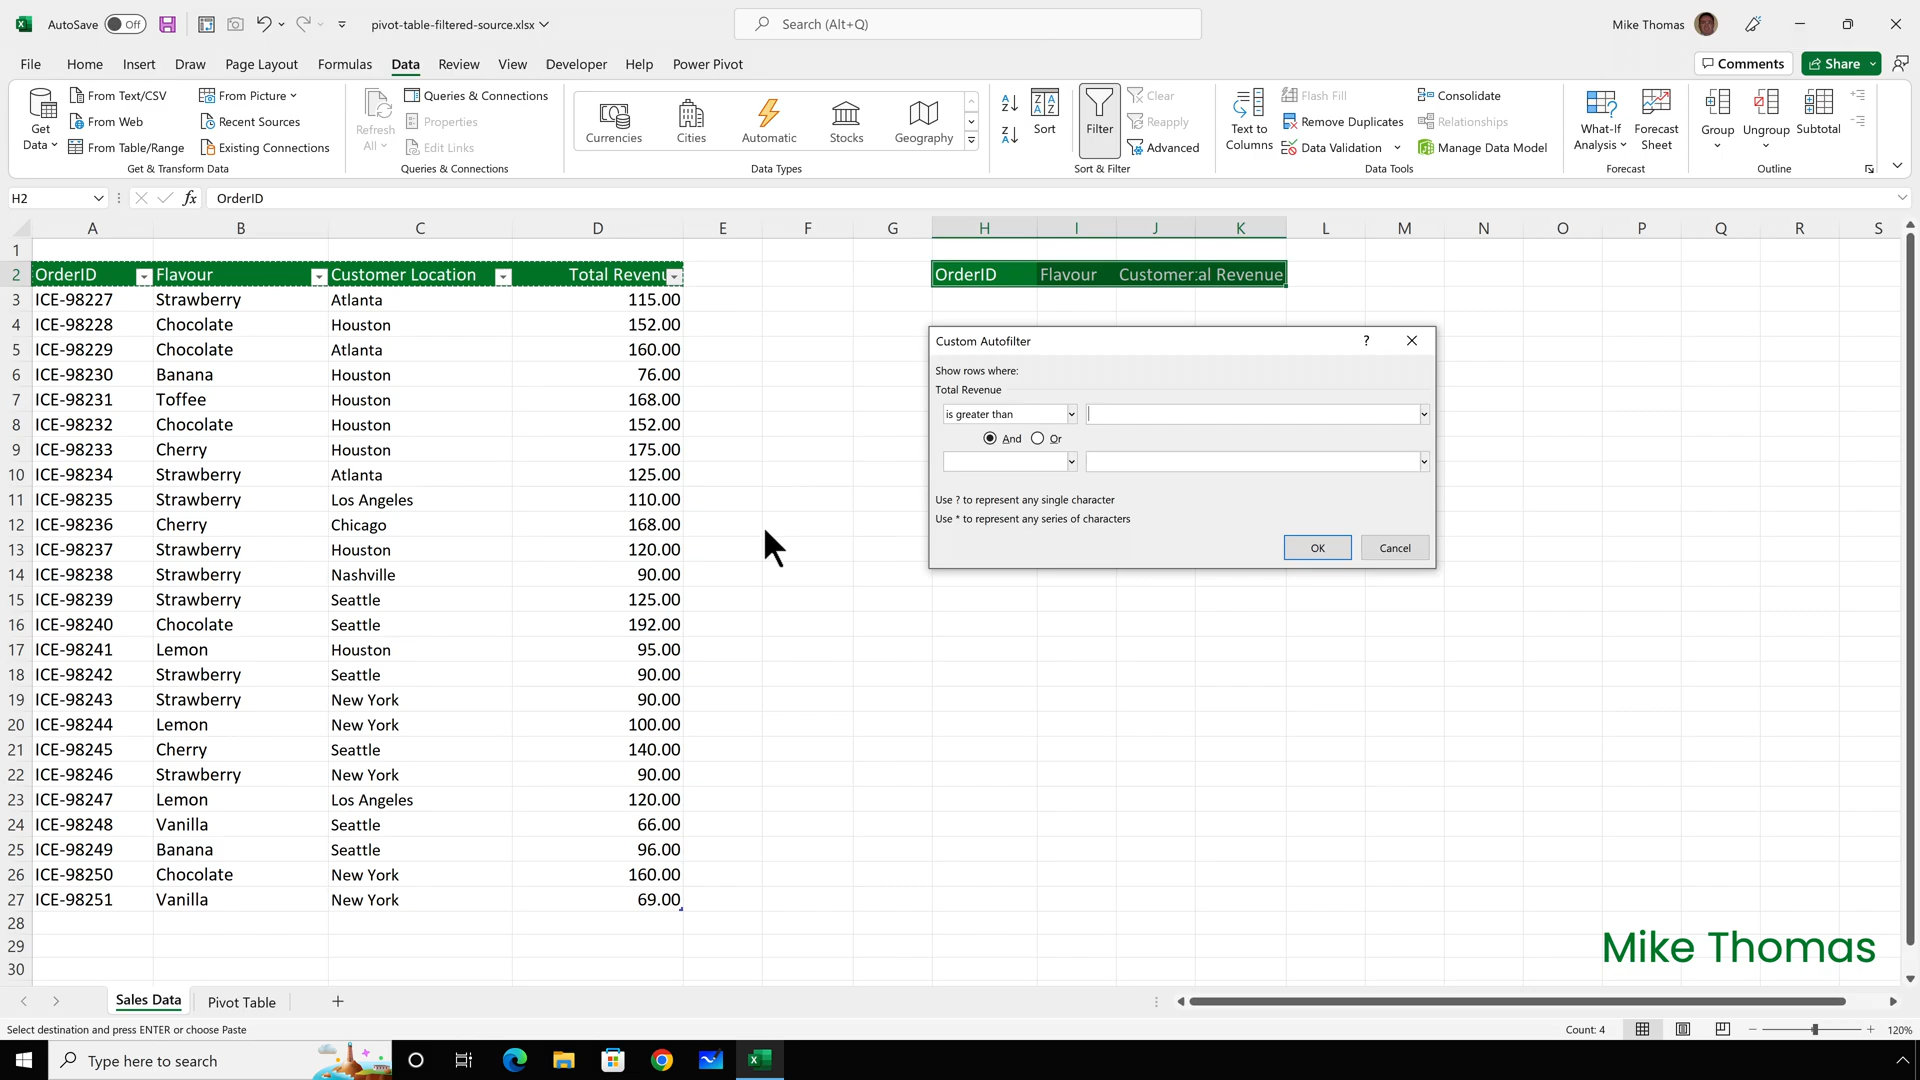 AutoSave Off pivot-table-filtered-source.xlsx Search (Alt+Q) Mike Thomas
File Home Insert Draw Page Layout Formulas Data Review View Developer Help Power Pivot Comments Share
Get Data From Text/CSV From Picture
From Web Recent Sources
From Table/Range Existing Connections
Get & Transform Data
Refresh All Queries & Connections
Properties
Edit Links
Queries & Connections
Currencies Cities Automatic Stocks Geography
Data Types
Sort Filter Clear
Reapply
Advanced
Sort & Filter
Text to Columns Flash Fill Consolidate
Remove Duplicates Relationships
Data Validation Manage Data Model
Data Tools
What-If Analysis Forecast Sheet
Forecast
Group Ungroup Subtotal
Outline
H2 fx OrderID
A B C D E F G H I J K L M N O P Q R S
1
2 OrderID Flavour Customer Location Total Revenu OrderID Flavour Customer:al Revenue
3 ICE-98227 Strawberry Atlanta 115.00
4 ICE-98228 Chocolate Houston 152.00
5 ICE-98229 Chocolate Atlanta 160.00
6 ICE-98230 Banana Houston 76.00
7 ICE-98231 Toffee Houston 168.00
8 ICE-98232 Chocolate Houston 152.00
9 ICE-98233 Cherry Houston 175.00
10 ICE-98234 Strawberry Atlanta 125.00
11 ICE-98235 Strawberry Los Angeles 110.00
12 ICE-98236 Cherry Chicago 168.00
13 ICE-98237 Strawberry Houston 120.00
14 ICE-98238 Strawberry Nashville 90.00
15 ICE-98239 Strawberry Seattle 125.00
16 ICE-98240 Chocolate Seattle 192.00
17 ICE-98241 Lemon Houston 95.00
18 ICE-98242 Strawberry Seattle 90.00
19 ICE-98243 Strawberry New York 90.00
20 ICE-98244 Lemon New York 100.00
21 ICE-98245 Cherry Seattle 140.00
22 ICE-98246 Strawberry New York 90.00
23 ICE-98247 Lemon Los Angeles 120.00
24 ICE-98248 Vanilla Seattle 66.00
25 ICE-98249 Banana Seattle 96.00
26 ICE-98250 Chocolate New York 160.00
27 ICE-98251 Vanilla New York 69.00
28
29
30
Custom Autofilter ?
Show rows where:
Total Revenue
is greater than
And Or
Use ? to represent any single character
Use * to represent any series of characters
OK Cancel
Mike Thomas
Sales Data Pivot Table
Select destination and press ENTER or choose Paste Count: 4 120%
Type here to search